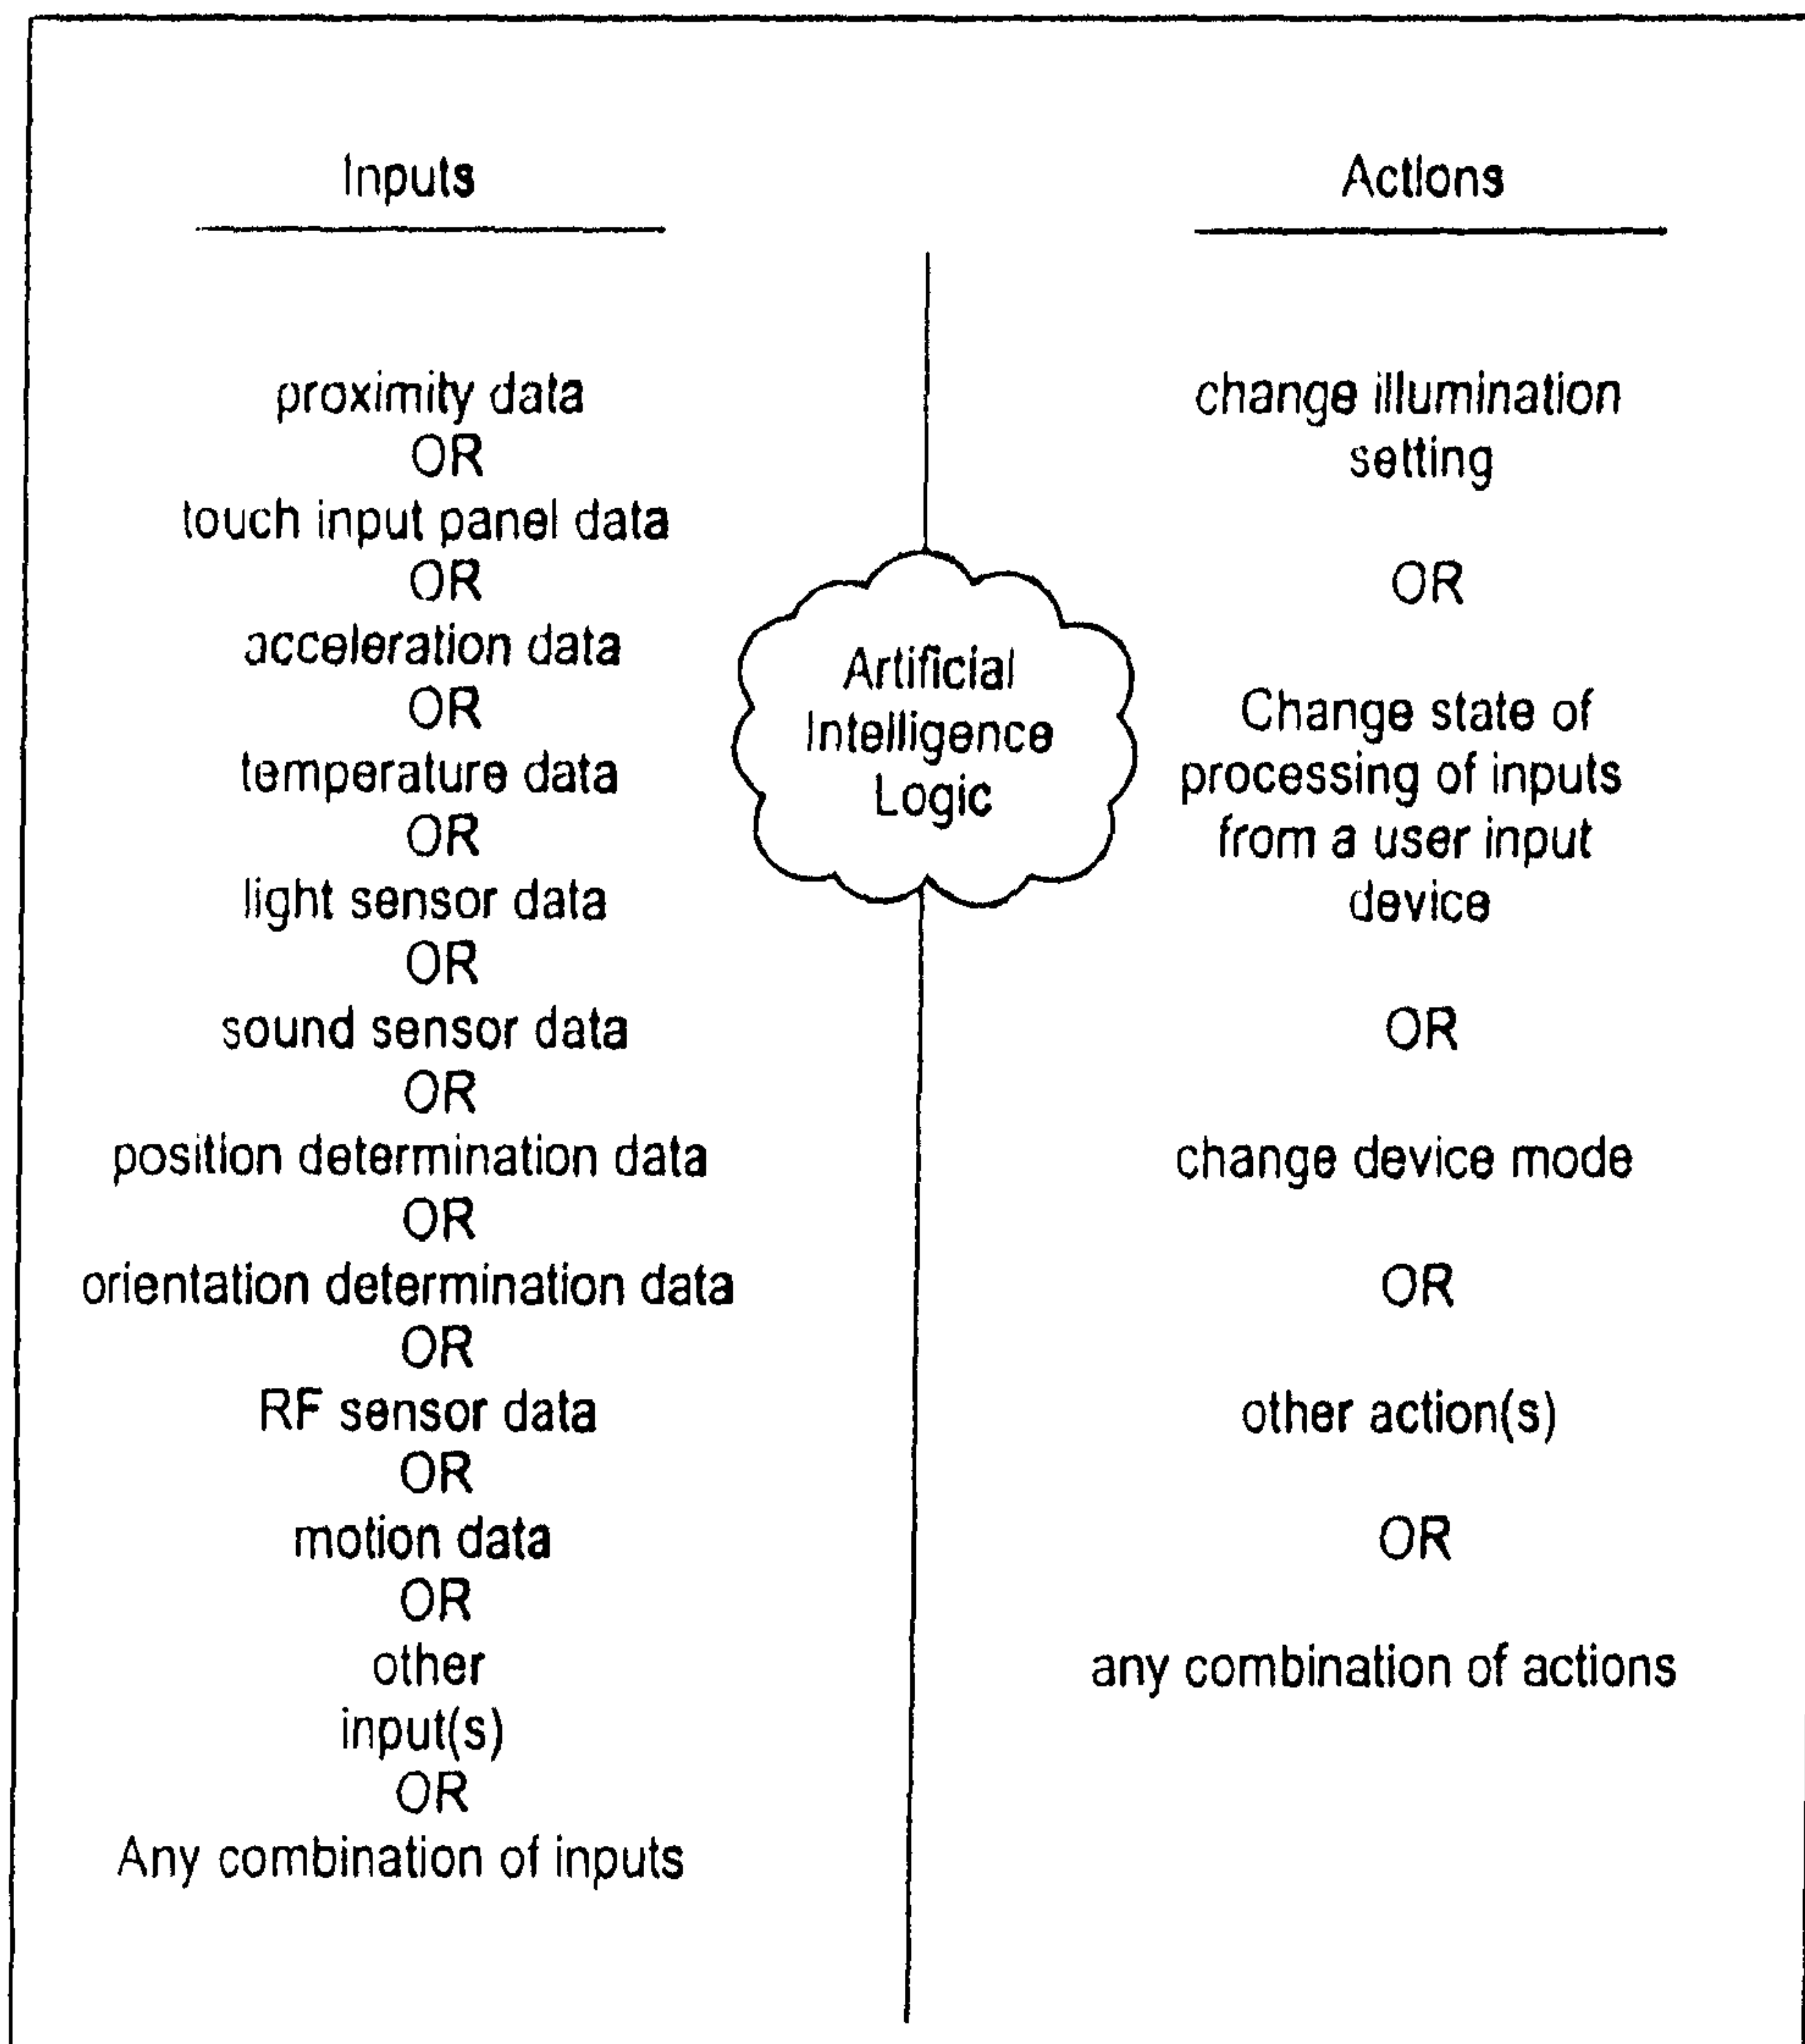 Inputs
proximity data
OR
touch input panel data
OR
acceleration data
OR
temperature data
OR
light sensor data
OR
sound sensor data
OR
position determination data
OR
orientation determination data
OR
RF sensor data
OR
motion data
OR
other
input(s)
OR
Any combination of inputs
Artificial
Intelligence
Logic
Actions
change illumination
setting
OR
Change state of
processing of inputs
from a user input
device
OR
change device mode
OR
other action(s)
OR
any combination of actions